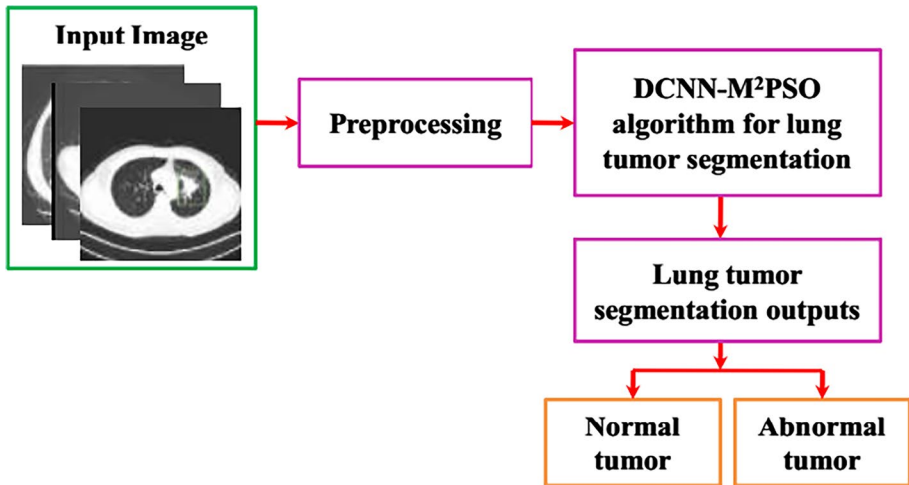 Input Image
Preprocessing
DCNN-M²PSO
algorithm for lung
tumor segmentation
Lung tumor
segmentation outputs
Normal
tumor
Abnormal
tumor